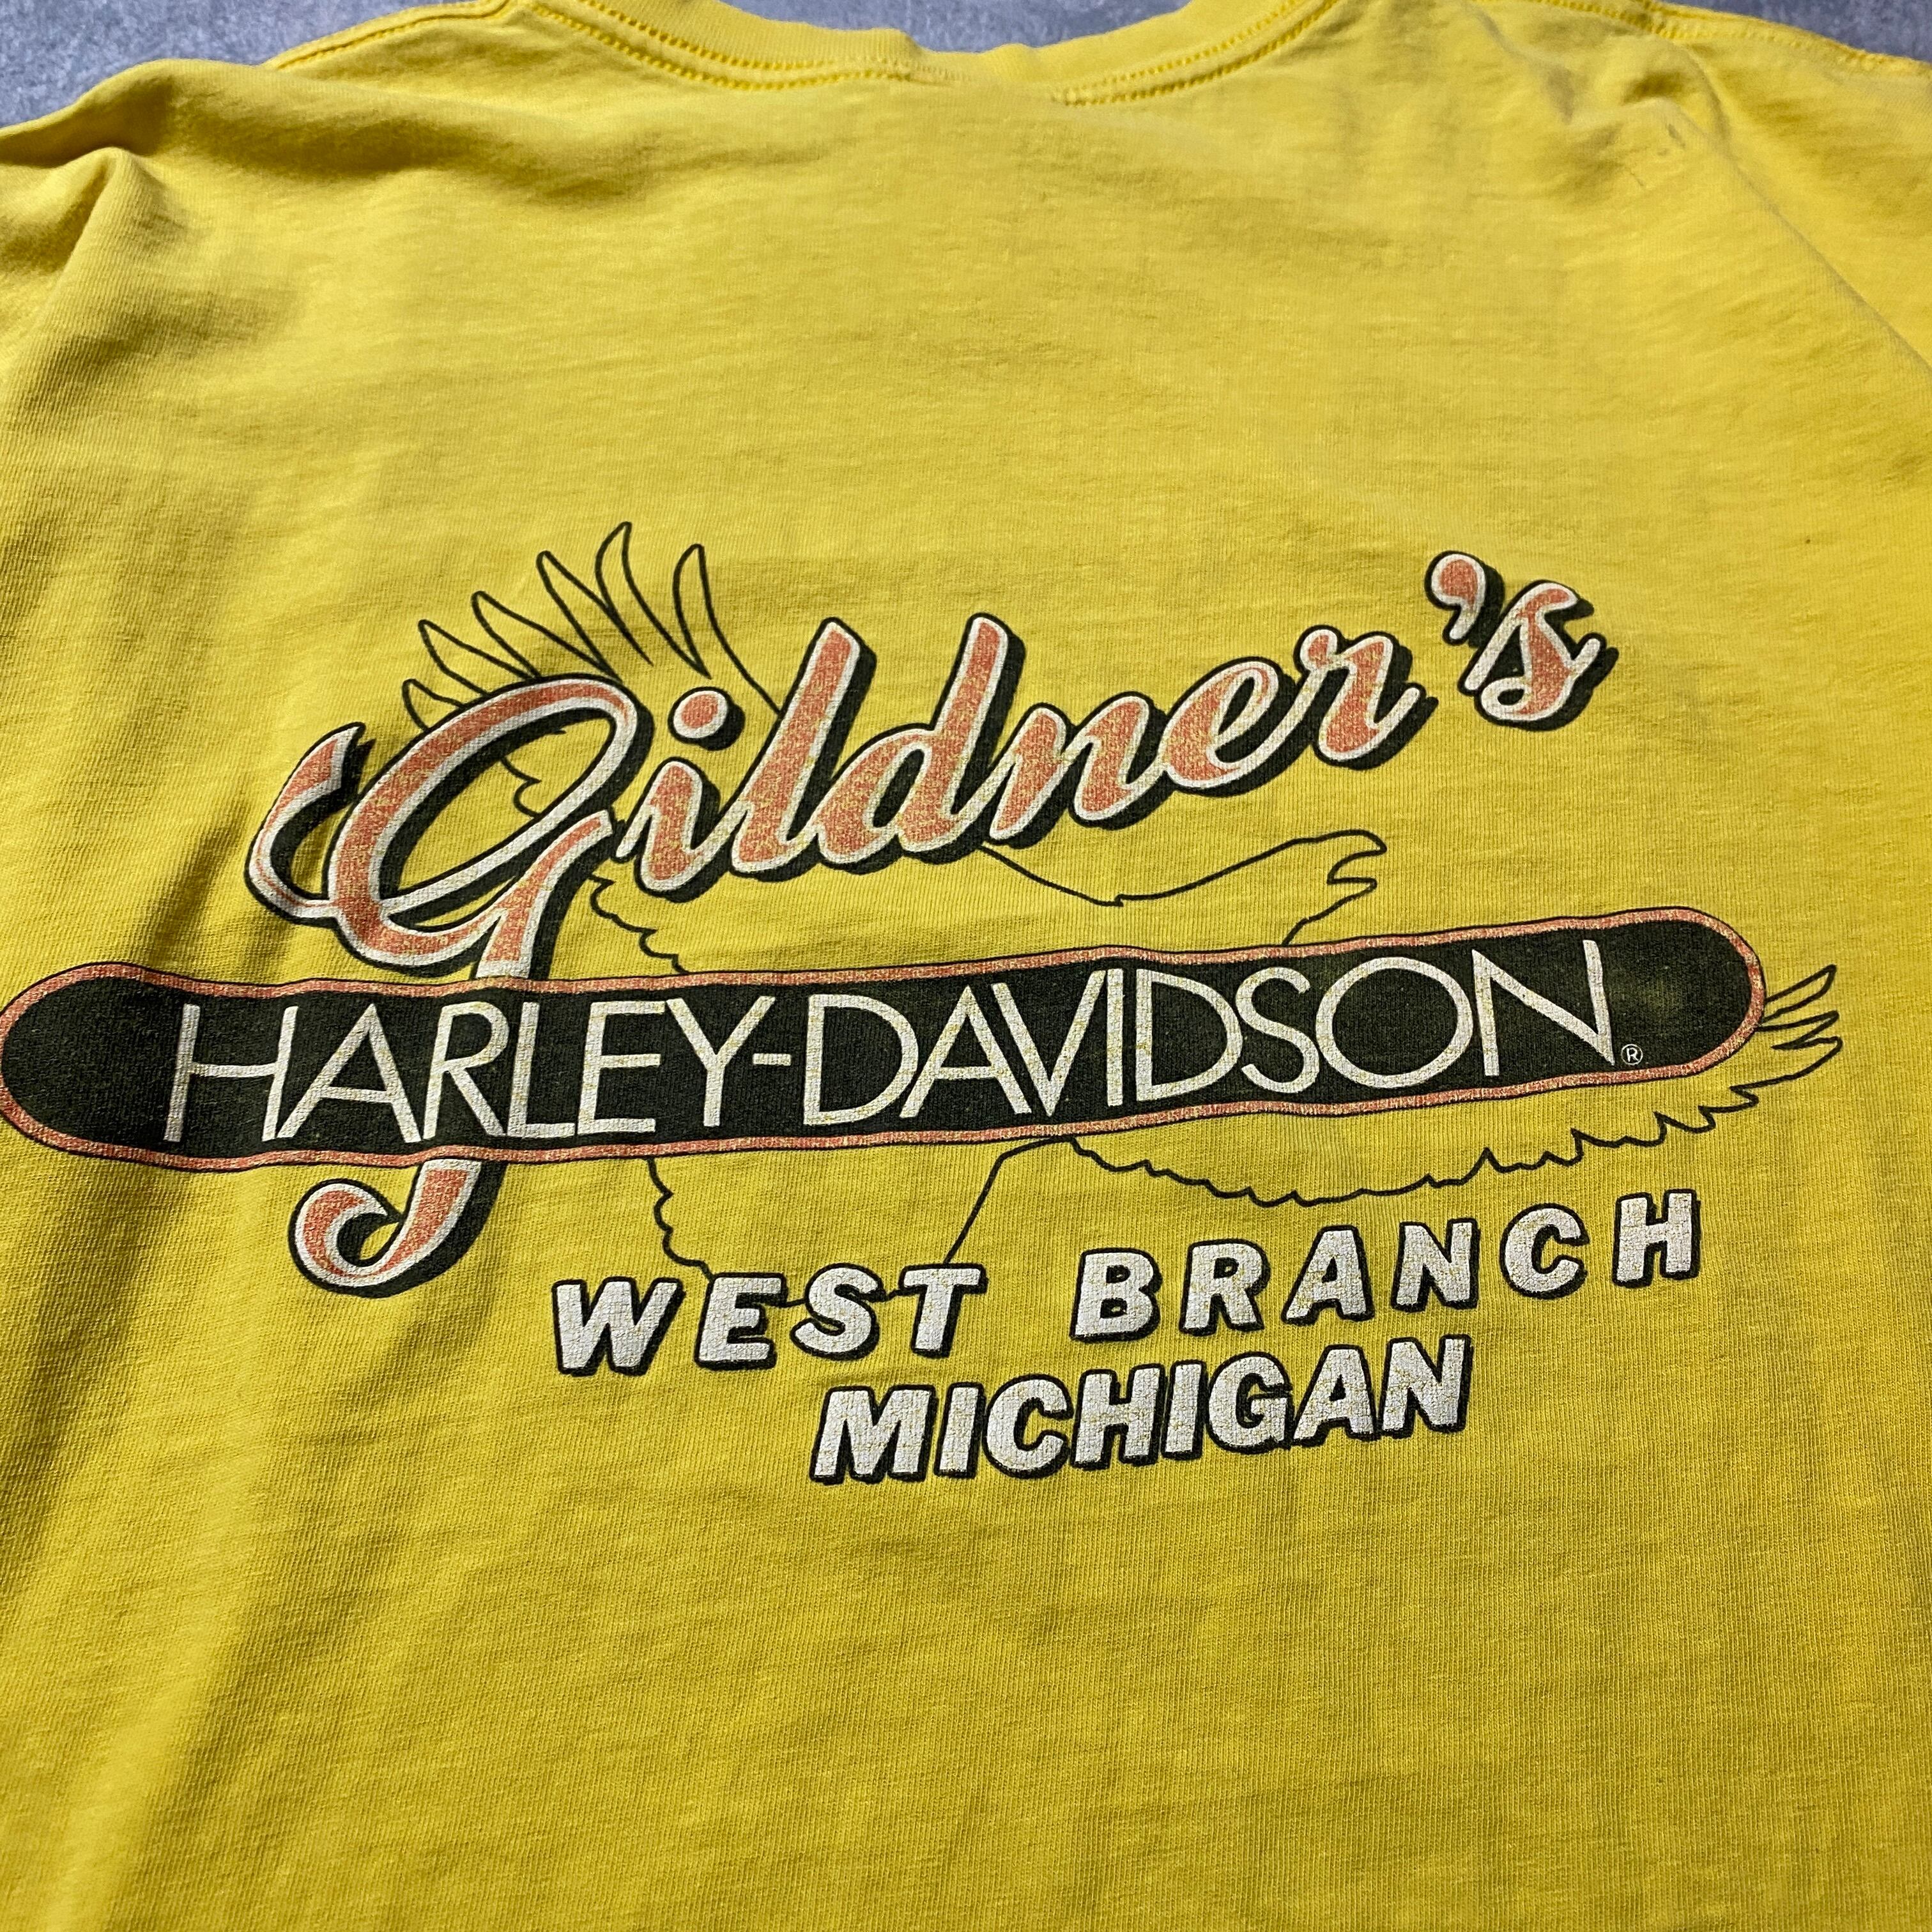 Gildner's
HARLEY-DAVIDSON®
WEST BRANCH
MICHIGAN